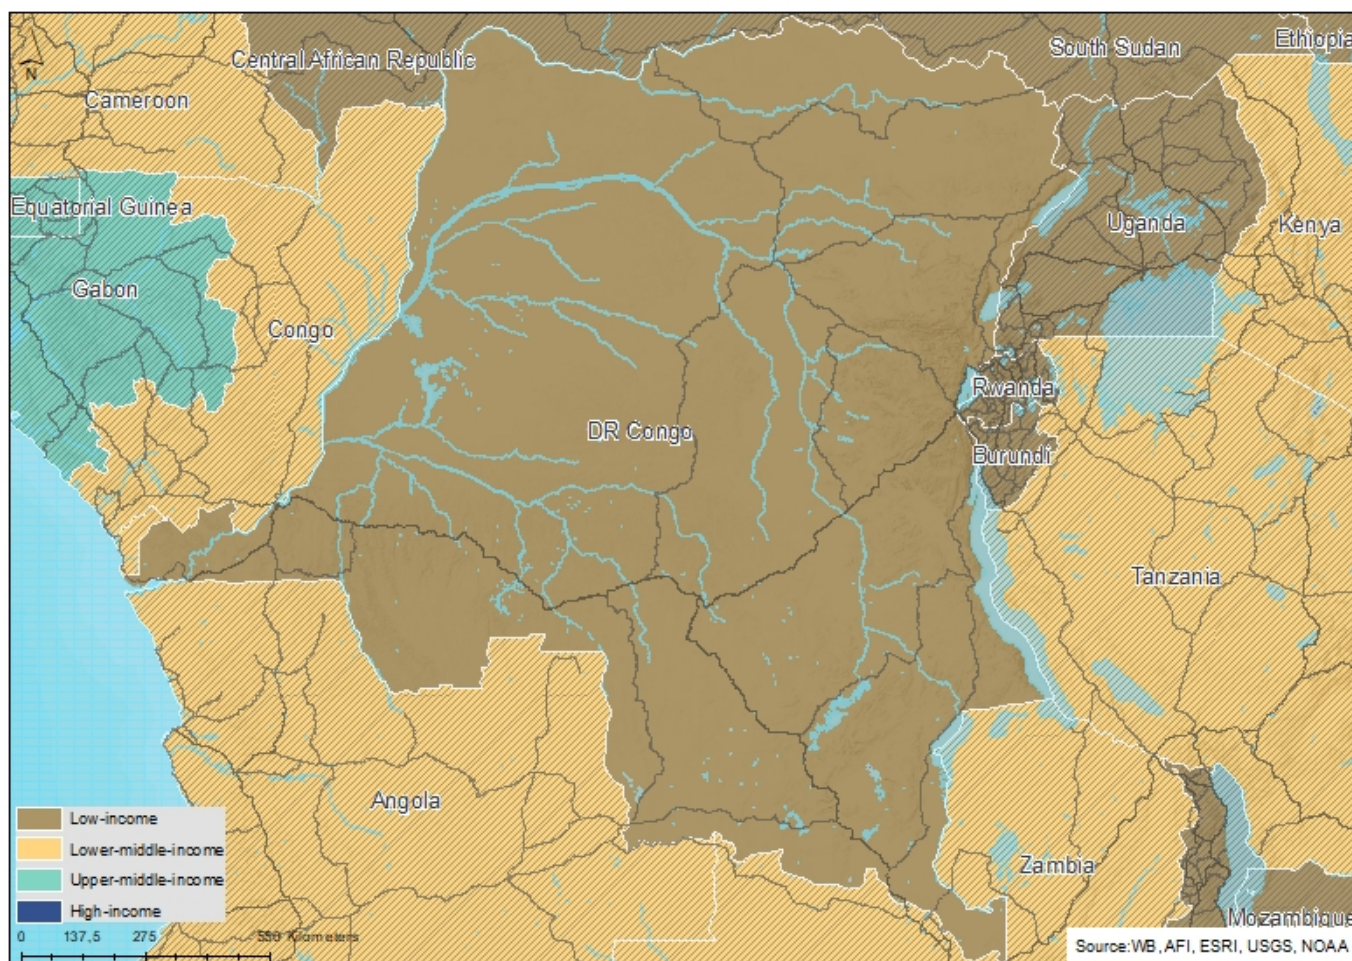 N
South Sudan
Ethiopia
Central African Republic
Cameroon
Equatorial Guinea
Uganda
Kenya
Gabon
Congo
Rwanda
DR Congo
Burundi
Tanzania
Angola
Zambia
Mozambique
Low-income
Lower-middle-income
Upper-middle-income
High-income
0 137,5 275 550 Kilometers
Source:WB, AFI, ESRI, USGS, NOAA